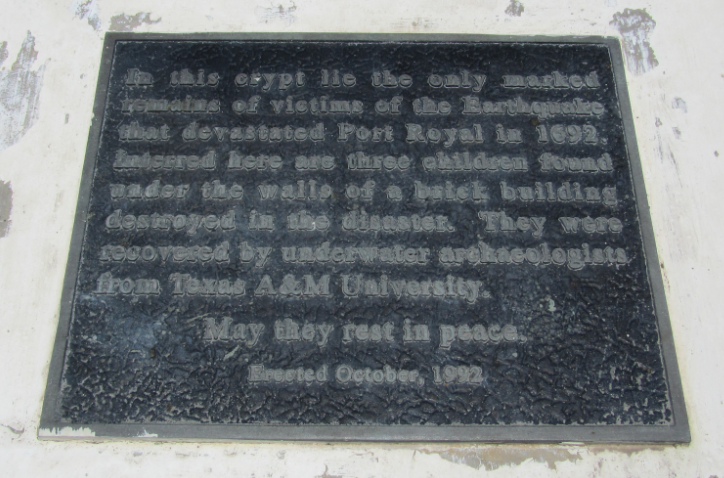 In this crypt lie the only marked
remains of victims of the Earthquake
that devastated Port Royal in 1692.
Interred here are three children found
under the walls of a brick building
destroyed in the disaster. They were
recovered by underwater archaeologists
from Texas A&M University.
May they rest in peace.
Erected October, 1992